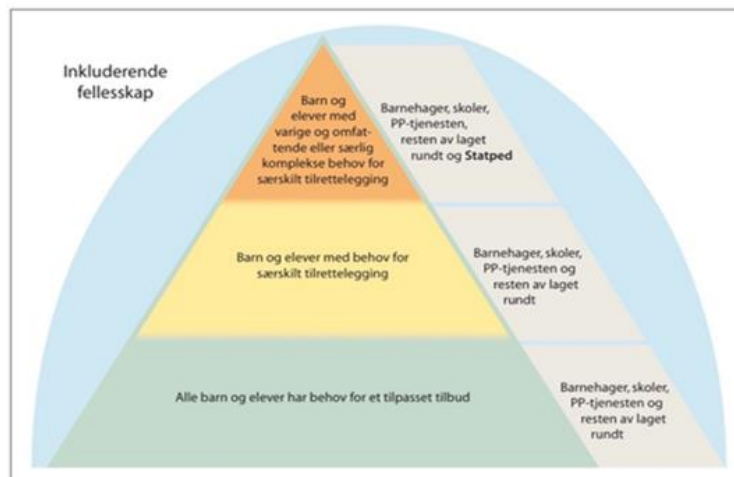 Inkluderende
fellesskap
Barn og
elever med
varige og omfat-
tende eller særlig
komplekse behov for
særskilt tilrettelegging
Barnehager, skoler,
PP-tjenesten,
resten av laget
rundt og Statped
Barn og elever med behov for
særskilt tilrettelegging
Barnehager, skoler,
PP-tjenesten og
resten av laget
rundt
Alle barn og elever har behov for et tilpasset tilbud
Barnehager, skoler,
PP-tjenesten og
resten av laget
rundt